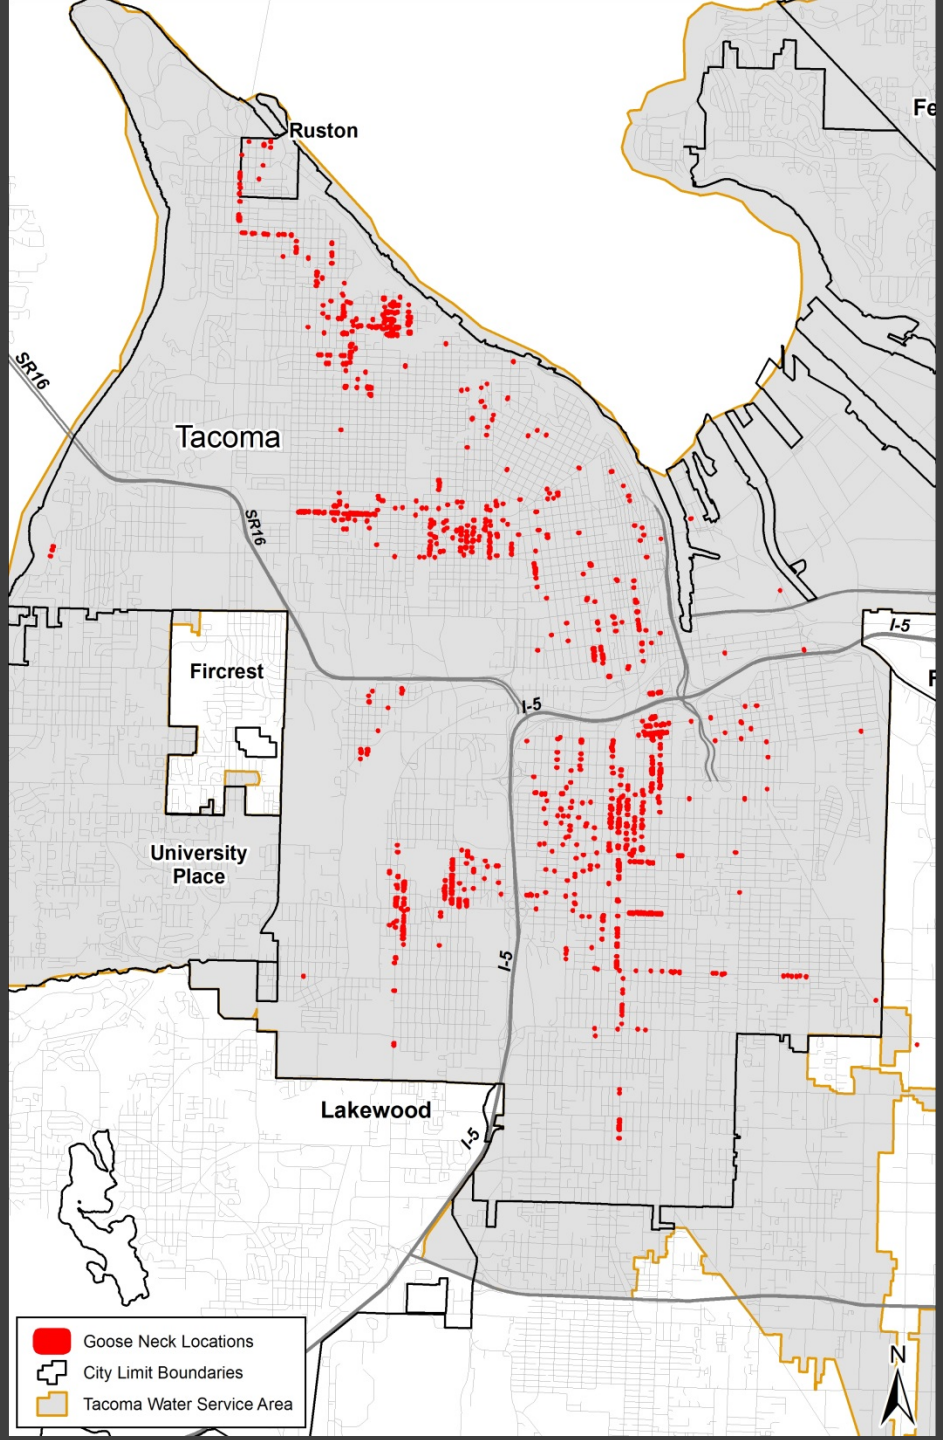 Ruston
Fe
SR16
Tacoma
SR16
I-5
Fircrest
F
I-5
University
Place
I-5
Lakewood
I-5
Goose Neck Locations
City Limit Boundaries
Tacoma Water Service Area
N